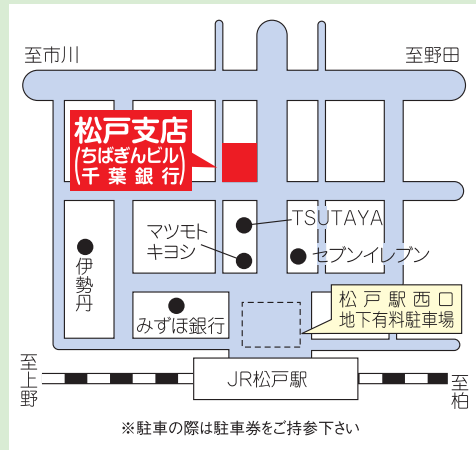 至市川
至野田
松戸支店
(ちばぎんビル)
(千葉銀行)
TSUTAYA
マツモト
キヨシ
セブンイレブン
伊勢丹
みずほ銀行
松戸駅西口
地下有料駐車場
至上野
JR松戸駅
至柏
※駐車の際は駐車券をご持参下さい